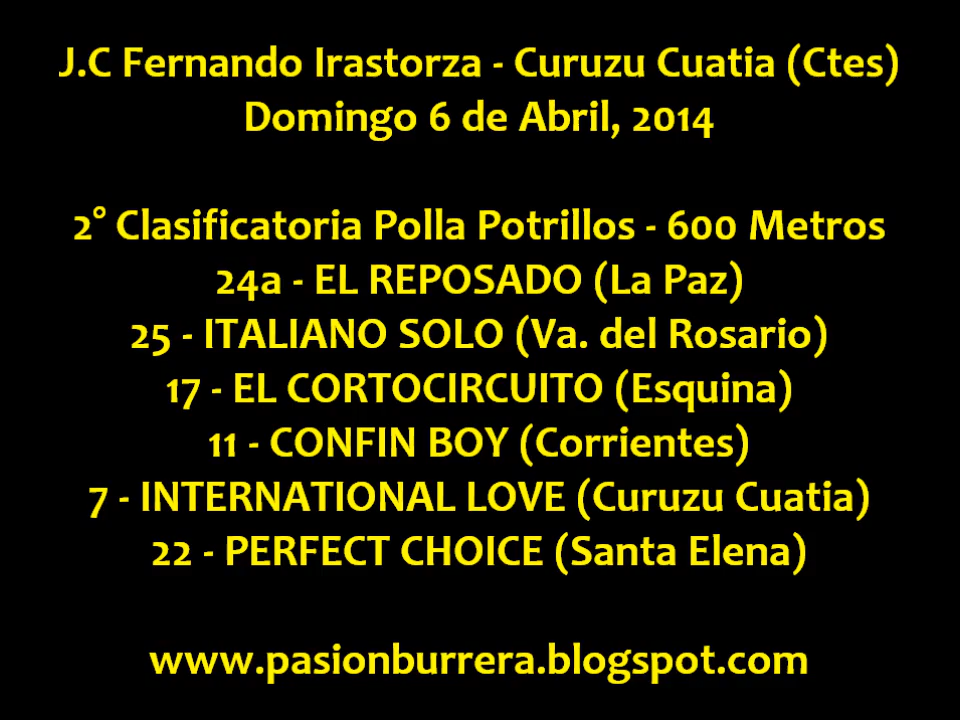 J.C Fernando Irastorza - Curuzu Cuatia (Ctes)
Domingo 6 de Abril, 2014
2° Clasificatoria Polla Potrillos - 600 Metros
24a - EL REPOSADO (La Paz)
25 - ITALIANO SOLO (Va. del Rosario)
17 - EL CORTOCIRCUITO (Esquina)
11 - CONFIN BOY (Corrientes)
7 - INTERNATIONAL LOVE (Curuzu Cuatia)
22 - PERFECT CHOICE (Santa Elena)
www.pasionburrera.blogspot.com